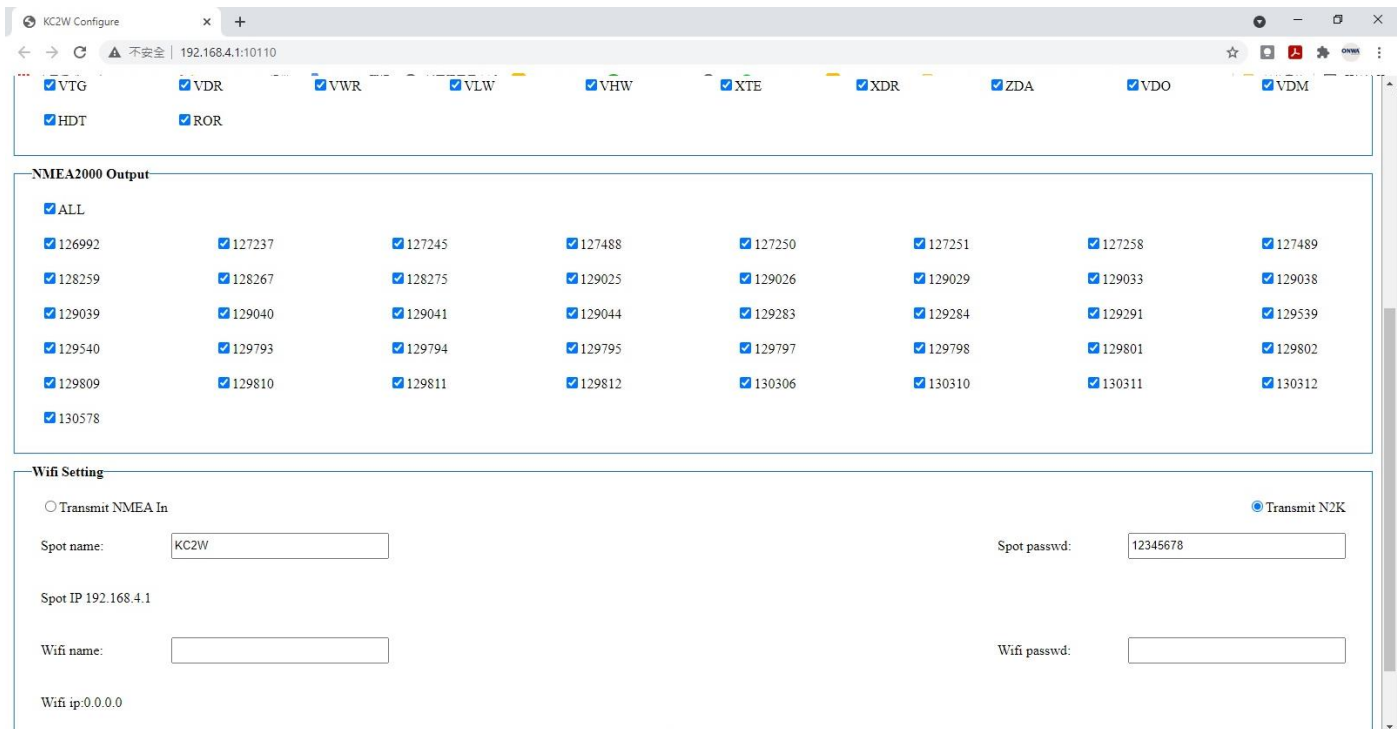 KC2W Configure
不安全 192.168.4.1:10110
ONWA
VTG VDR VWR VLW VHW XTE XDR ZDA VDO VDM
HDT ROR
NMEA2000 Output
ALL
126992 127237 127245 127488 127250 127251 127258 127489
128259 128267 128275 129025 129026 129029 129033 129038
129039 129040 129041 129044 129283 129284 129291 129539
129540 129793 129794 129795 129797 129798 129801 129802
129809 129810 129811 129812 130306 130310 130311 130312
130578
Wifi Setting
Transmit NMEA In Transmit N2K
Spot name: KC2W Spot passwd: 12345678
Spot IP 192.168.4.1
Wifi name: Wifi passwd:
Wifi ip:0.0.0.0